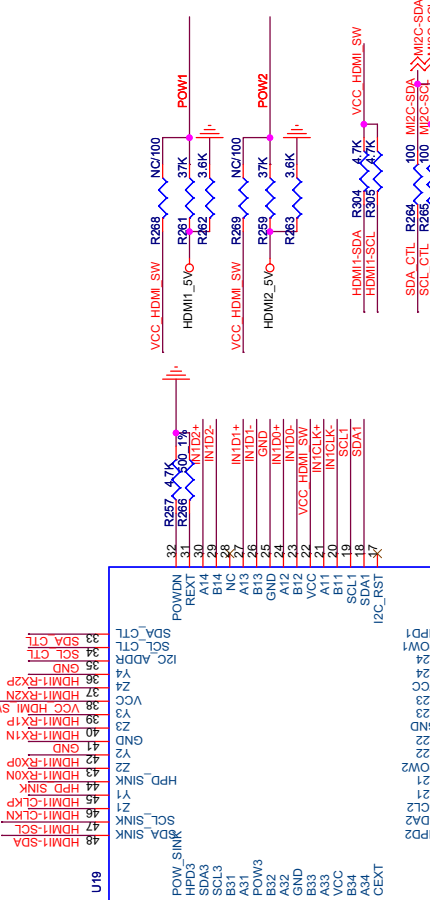 POW1
POW2
VCC_HDMI_SW
MI2C-SDA
NC/100
37K
3.6K
NC/100
37K
3.6K
4.7K
4.7K
100
MI2C-SDA
100
MI2C-SCL
R268
R261
R262
R269
R259
R263
R304
R305
R264
R265
VCC_HDMI_SW
HDMI1_5V
VCC_HDMI_SW
HDMI2_5V
HDMI1-SDA
HDMI1-SCL
SDA_CTL
SCL_CTL
R257
4.7K
R266
500_1%
IN1D2+
IN1D2-
IN1D1+
IN1D1-
GND
IN1D0+
IN1D0-
VCC_HDMI_SW
IN1CLK+
IN1CLK-
SCL1
SDA1
32
31
30
29
28
27
26
25
24
23
22
21
20
19
18
17
POWDN
REXT
A14
B14
NC
A13
B13
GND
A12
B12
VCC
A11
B11
SCL1
SDA1
I2C_RST
SDA_CTL 33 SDA_CTL
SCL_CTL 34 SCL_CTL
GND 35 I2C_ADDR
HDMI1-RX2P 36 Y4
HDMI1-RX2N 37 Z4
VCC_HDMI_SW 38 VCC
HDMI1-RX1P 39 Y3
HDMI1-RX1N 40 Z3
GND 41 GND
HDMI1-RX0P 42 Y2
HDMI1-RX0N 43 Z2
HPD_SINK 44 HPD_SINK
HDMI1-CLKP 45 Y1
HDMI1-CLKN 46 Z1
HDMI1-SCL 47 SCL_SINK
HDMI1-SDA 48 SDA_SINK
U19
POW_SINK
HPD3
SDA3
SCL3
B31
A31
POW3
B32
A32
GND
B33
A33
VCC
B34
A34
CEXT